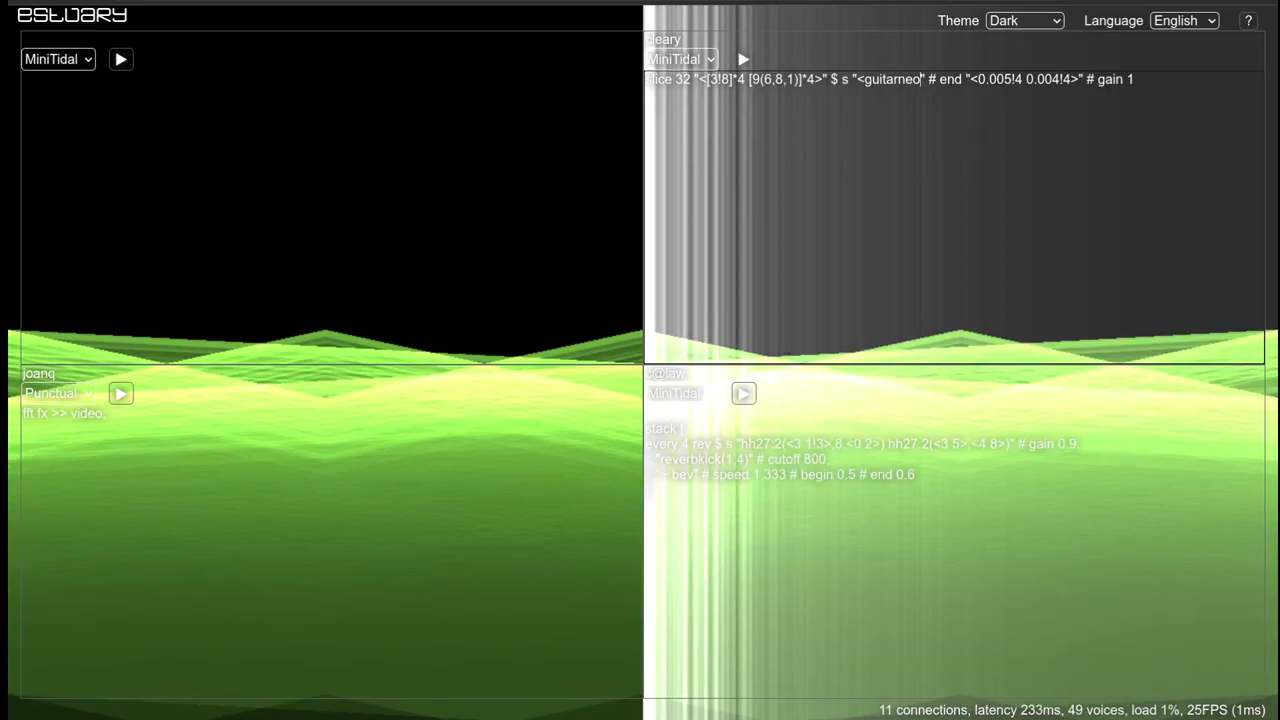 estuary
Theme Dark Language English ?
MiniTidal
cleary
MiniTidal
slice 32 "<[3!8]*4 [9(6,8,1)]*4>" $ s "<guitarneo" # end "<0.005!4 0.004!4>" # gain 1
joanq
Punctual
fft fx >> video;
c@law
MiniTidal
stack [
every 4 rev $ s "hh27:2(<3 1!3>,8,<0 2>) hh27:2(<3 5>,<4 8>)" # gain 0.9,
"reverbkick(1,4)" # cutoff 800,
~ bev" # speed 1.333 # begin 0.5 # end 0.6
11 connections, latency 233ms, 49 voices, load 1%, 25FPS (1ms)